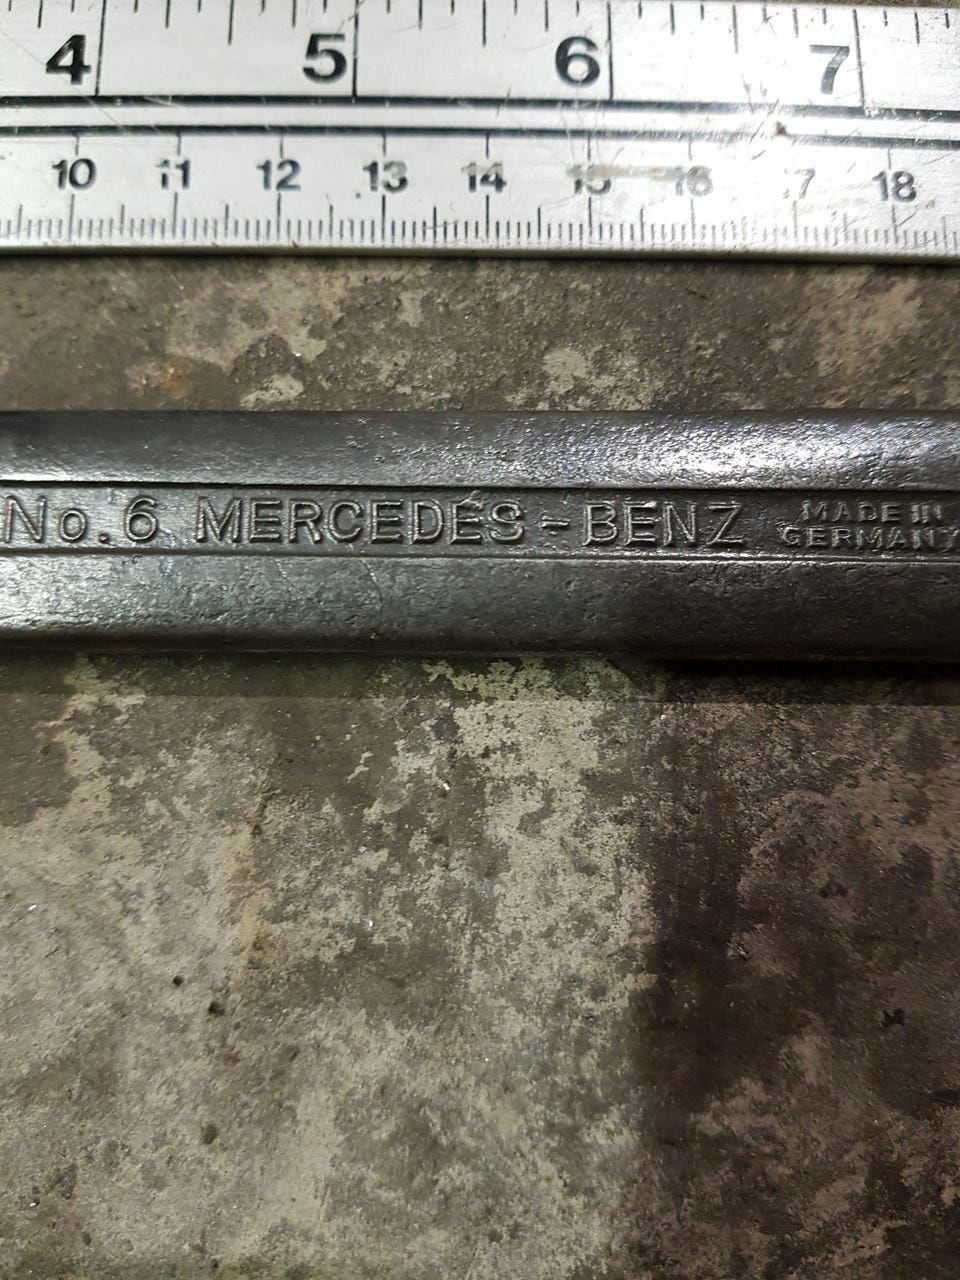 4 5 6 7
10 11 12 13 14 15 16 17 18
No. 6 MERCEDES-BENZ MADE IN
GERMANY